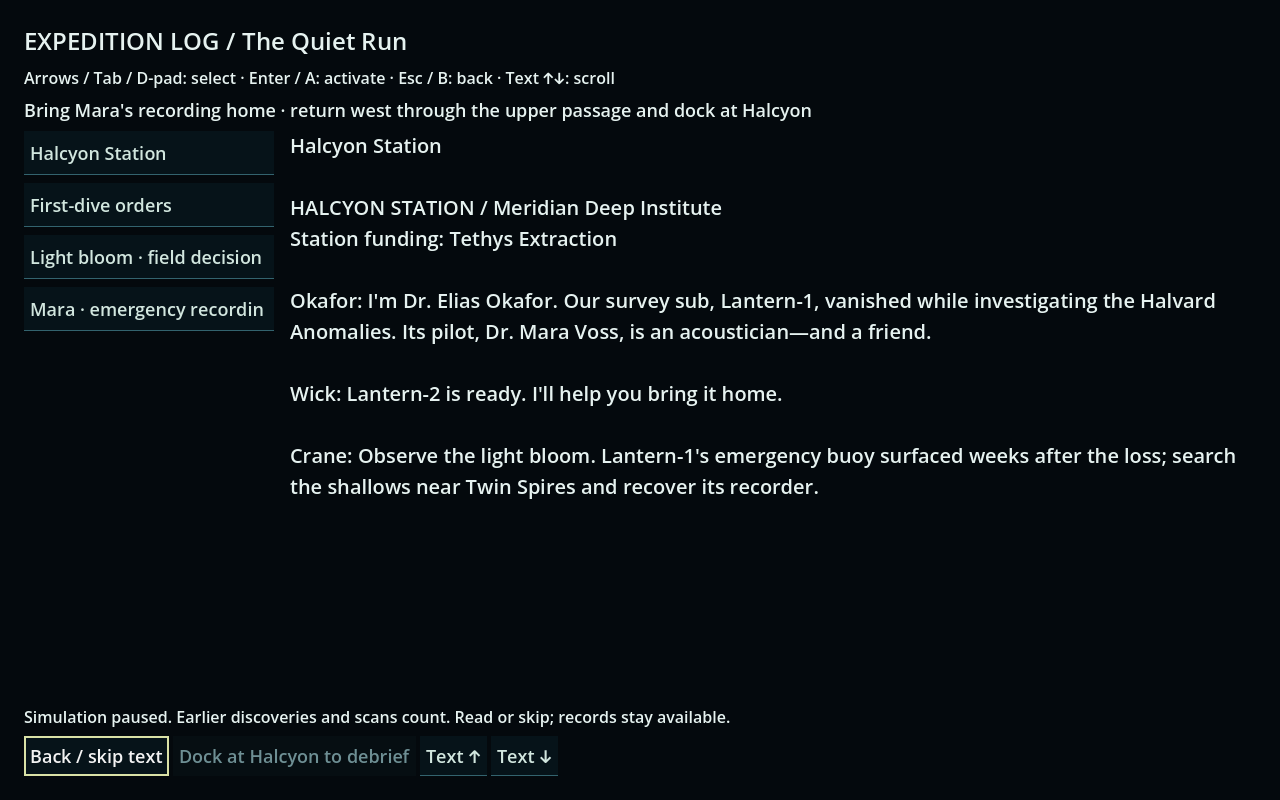 EXPEDITION LOG / The Quiet Run
Arrows / Tab / D-pad: select · Enter / A: activate · Esc / B: back · Text ↑↓: scroll
Bring Mara's recording home · return west through the upper passage and dock at Halcyon
Halcyon Station
First-dive orders
Light bloom · field decision
Mara · emergency recordin
Halcyon Station
HALCYON STATION / Meridian Deep Institute
Station funding: Tethys Extraction
Okafor: I'm Dr. Elias Okafor. Our survey sub, Lantern-1, vanished while investigating the Halvard
Anomalies. Its pilot, Dr. Mara Voss, is an acoustician—and a friend.
Wick: Lantern-2 is ready. I'll help you bring it home.
Crane: Observe the light bloom. Lantern-1's emergency buoy surfaced weeks after the loss; search
the shallows near Twin Spires and recover its recorder.
Simulation paused. Earlier discoveries and scans count. Read or skip; records stay available.
Back / skip text
Dock at Halcyon to debrief
Text ↑
Text ↓